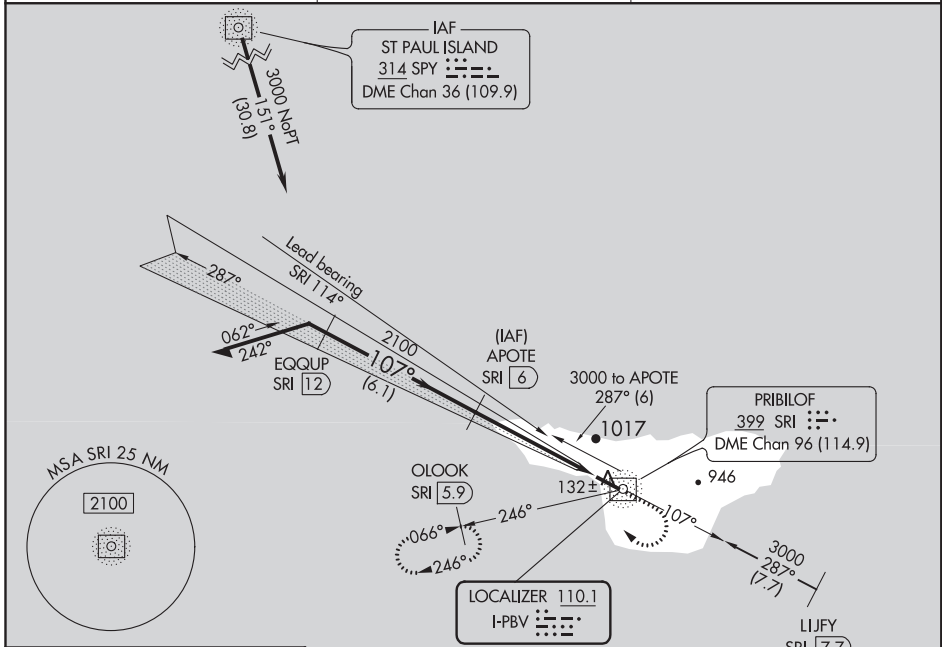 IAF
ST PAUL ISLAND
314 SPY
DME Chan 36 (109.9)
3000 NoPT
151°
(30.8)
Lead bearing
SRI 114°
287°
2100
062°
242°
EQQUP
SRI 12
107°
(6.1)
(IAF)
APOTE
SRI 6
3000 to APOTE
287° (6)
1017
PRIBILOF
399 SRI
DME Chan 96 (114.9)
946
132±
OLOOK
SRI 5.9
246°
066°
246°
107°
3000
287°
(7.7)
LIJFY
SRI 7.7
LOCALIZER 110.1
I-PBV
MSA SRI 25 NM
2100